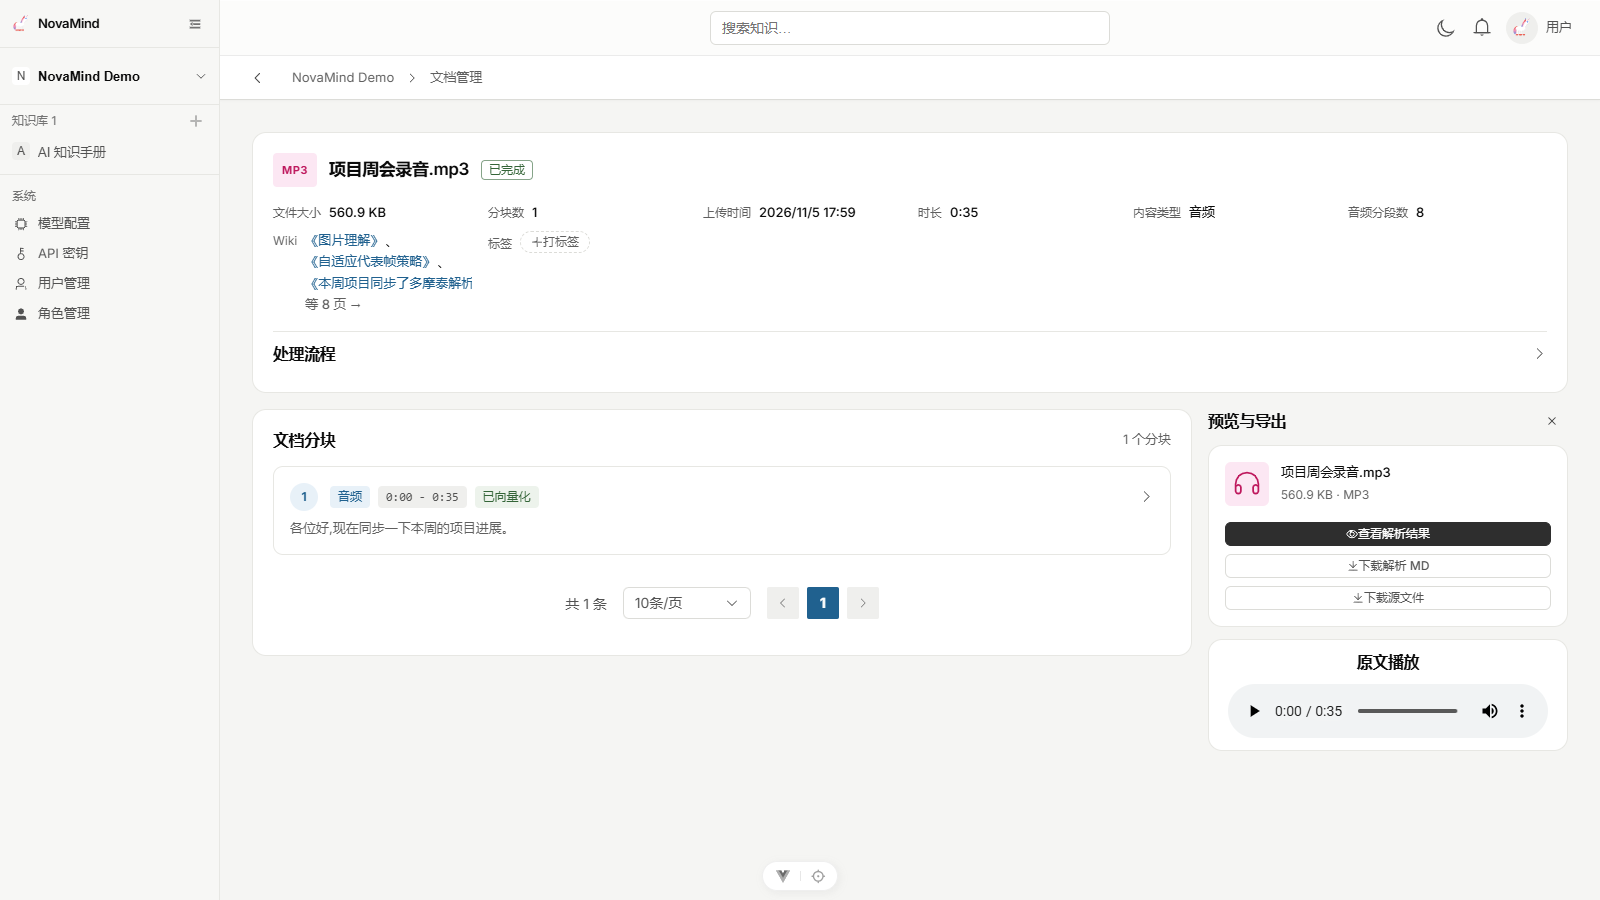 NovaMind
搜索知识...
用户
N NovaMind Demo
NovaMind Demo > 文档管理
知识库 1
A AI 知识手册
系统
模型配置
API 密钥
用户管理
角色管理
MP3 项目周会录音.mp3 已完成
文件大小 560.9 KB 分块数 1 上传时间 2026/11/5 17:59 时长 0:35 内容类型 音频 音频分段数 8
Wiki 《图片理解》、
《自适应代表帧策略》、
《本周项目同步了多摩泰解析
等 8 页 →
标签 +打标签
处理流程
文档分块 1 个分块
1 音频 0:00 - 0:35 已向量化
各位好,现在同步一下本周的项目进展。
共 1 条 10条/页 1
预览与导出
项目周会录音.mp3
560.9 KB · MP3
查看解析结果
下载解析 MD
下载源文件
原文播放
0:00 / 0:35